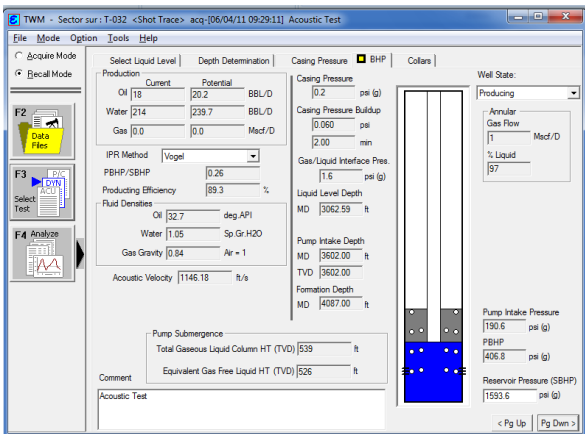 TWM - Sector sur : T-032 <Shot Trace> acq-[06/04/11 09:29:11] Acoustic Test
File Mode Option Tools Help
Acquire Mode
Recall Mode
F2
Data
Files
F3
P/C
DYN
ACU
Select
Test
F4 Analyze
Select Liquid Level
Depth Determination
Casing Pressure
BHP
Collars
Production
Current Potential
Oil 18 20.2 BBL/D
Water 214 239.7 BBL/D
Gas 0.0 0.0 Mscf/D
IPR Method Vogel
PBHP/SBHP 0.26
Producting Efficiency 89.3 %
Fluid Densities
Oil 32.7 deg.API
Water 1.05 Sp.Gr.H2O
Gas Gravity 0.84 Air = 1
Acoustic Velocity 1146.18 ft/s
Casing Pressure
0.2 psi (g)
Casing Pressure Buildup
0.060 psi
2.00 min
Gas/Liquid Interface Pres.
1.6 psi (g)
Liquid Level Depth
MD 3062.59 ft
Pump Intake Depth
MD 3602.00 ft
TVD 3602.00
Formation Depth
MD 4087.00 ft
Pump Submergence
Total Gaseous Liquid Column HT (TVD) 539 ft
Equivalent Gas Free Liquid HT (TVD) 526 ft
Comment
Acoustic Test
Well State:
Producing
Annular
Gas Flow
1 Mscf/D
% Liquid
97
Pump Intake Pressure
190.6 psi (g)
PBHP
406.8 psi (g)
Reservoir Pressure (SBHP)
1593.6 psi (g)
< Pg Up
Pg Dwn >